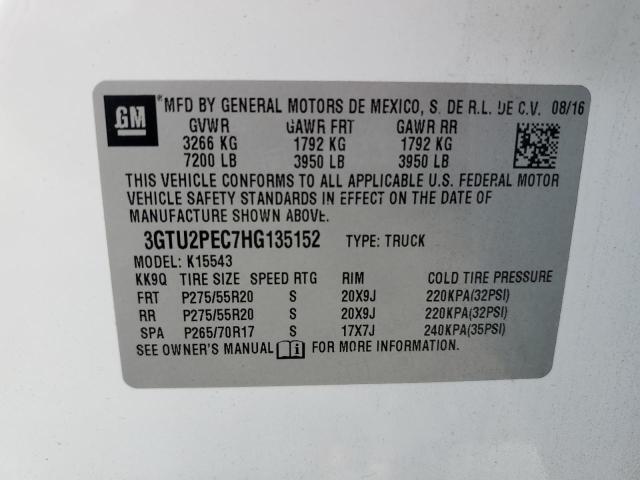 GM MFD BY GENERAL MOTORS DE MEXICO, S. DE R.L. DE C.V. 08/16
GVWR GAWR FRT GAWR RR
3266 KG 1792 KG 1792 KG
7200 LB 3950 LB 3950 LB
THIS VEHICLE CONFORMS TO ALL APPLICABLE U.S. FEDERAL MOTOR
VEHICLE SAFETY STANDARDS IN EFFECT ON THE DATE OF
MANUFACTURE SHOWN ABOVE.
3GTU2PEC7HG135152 TYPE: TRUCK
MODEL: K15543
KK9Q TIRE SIZE SPEED RTG RIM COLD TIRE PRESSURE
FRT P275/55R20 S 20X9J 220KPA(32PSI)
RR P275/55R20 S 20X9J 220KPA(32PSI)
SPA P265/70R17 S 17X7J 240KPA(35PSI)
SEE OWNER'S MANUAL FOR MORE INFORMATION.